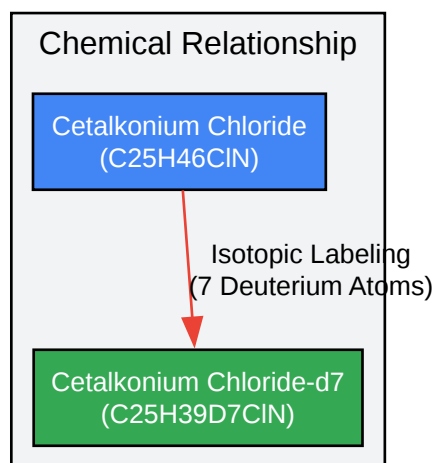 Chemical Relationship
Cetalkonium Chloride
(C25H46ClN)
Isotopic Labeling
(7 Deuterium Atoms)
Cetalkonium Chloride-d7
(C25H39D7ClN)